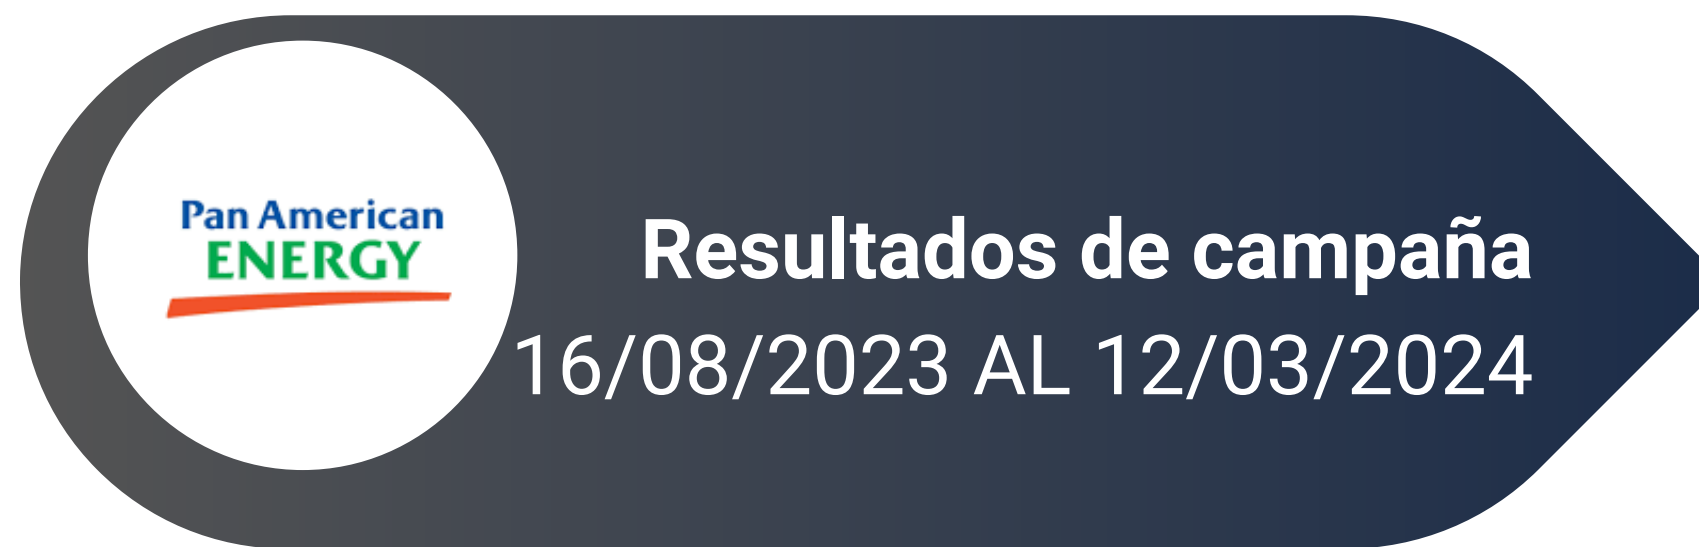 Pan American
ENERGY
Resultados de campaña
16/08/2023 AL 12/03/2024